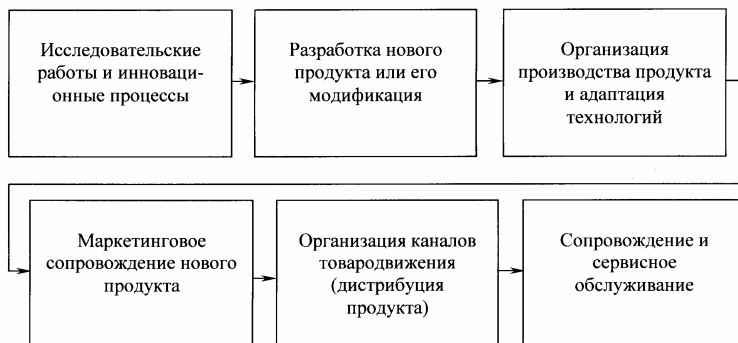 Исследовательские
работы и инноваци-
онные процессы
Разработка нового
продукта или его
модификация
Организация
производства продукта
и адаптация
технологий
Маркетинговое
сопровождение нового
продукта
Организация каналов
товародвижения
(дистрибуция
продукта)
Сопровождение и
сервисное
обслуживание